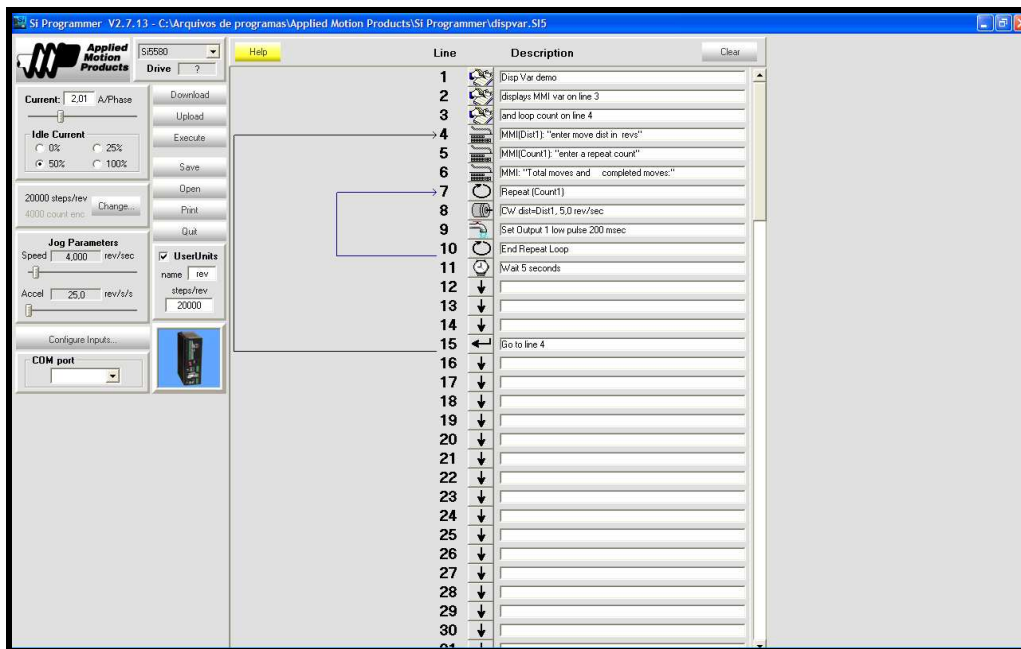 Si Programmer V2.7.13 - C:\Arquivos de programas\Applied Motion Products\Si Programmer\dispvar.SI5
Applied
Motion
Products
Si5580
Drive ?
Current: 2,01 A/Phase
Idle Current
0% 25%
50% 100%
20000 steps/rev
4000 count enc
Change...
Jog Parameters
Speed 4,000 rev/sec
Accel 25,0 rev/s/s
Configure Inputs...
COM port
Download
Upload
Execute
Save
Open
Print
Quit
UserUnits
name rev
steps/rev
20000
Help Line Description Clear
1 Disp Var demo
2 displays MMI var on line 3
3 and loop count on line 4
4 MMI(Dist1): "enter move dist in revs"
5 MMI(Count1): "enter a repeat count"
6 MMI: "Total moves and completed moves:"
7 Repeat (Count1)
8 CW dist=Dist1, 5,0 rev/sec
9 Set Output 1 low pulse 200 msec
10 End Repeat Loop
11 Wait 5 seconds
12
13
14
15 Go to line 4
16
17
18
19
20
21
22
23
24
25
26
27
28
29
30